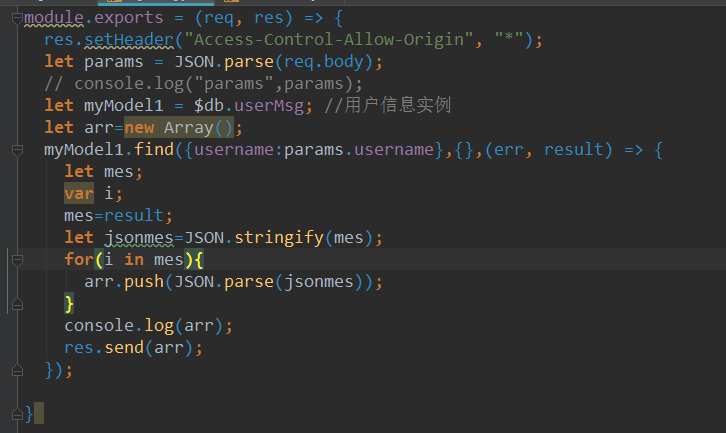 module.exports = (req, res) => {
res.setHeader("Access-Control-Allow-Origin", "*");
let params = JSON.parse(req.body);
// console.log("params",params);
let myModel1 = $db.userMsg; //用户信息实例
let arr=new Array();
myModel1.find({username:params.username},{},(err, result) => {
let mes;
var i;
mes=result;
let jsonmes=JSON.stringify(mes);
for(i in mes){
arr.push(JSON.parse(jsonmes));
}
console.log(arr);
res.send(arr);
});
}